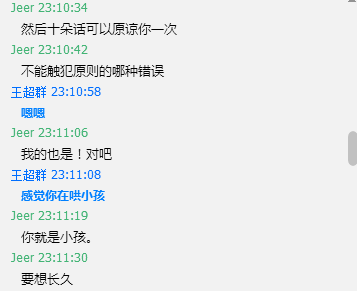 Jeer 23:10:34
然后十朵话可以原谅你一次
Jeer 23:10:42
不能触犯原则的哪种错误
王超群 23:10:58
嗯嗯
Jeer 23:11:06
我的也是！对吧
王超群 23:11:08
感觉你在哄小孩
Jeer 23:11:19
你就是小孩。
Jeer 23:11:30
要想长久